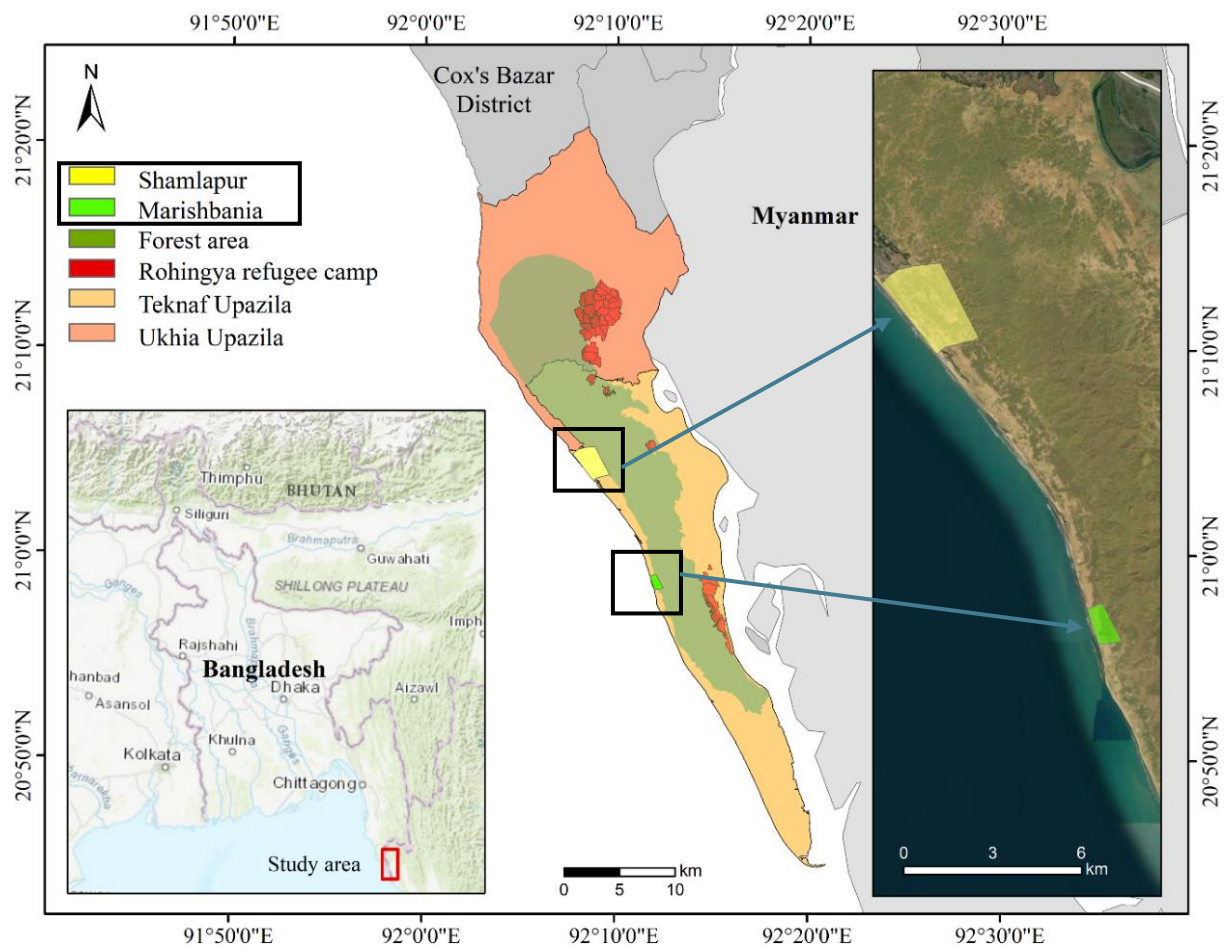 91°50'0"E 92°0'0"E 92°10'0"E 92°20'0"E 92°30'0"E
N
Cox's Bazar
District
21°20'0"N
21°20'0"N
Shamlapur
Marishbania
Forest area
Rohingya refugee camp
Teknaf Upazila
Ukhia Upazila
Myanmar
21°10'0"N
21°10'0"N
Thimphu
BHUTAN
Siliguri
Brahmaputra
Guwahati
SHILLONG PLATEAU
Ganges
Brahma
Imph
Rajshahi
Bangladesh
hanbad
Dhaka
Aizawl
Asansol
Ganges
Khulna
Kolkata
Chittagong
Study area
21°0'0"N
21°0'0"N
20°50'0"N
20°50'0"N
km
0 5 10
0 3 6
km
91°50'0"E 92°0'0"E 92°10'0"E 92°20'0"E 92°30'0"E